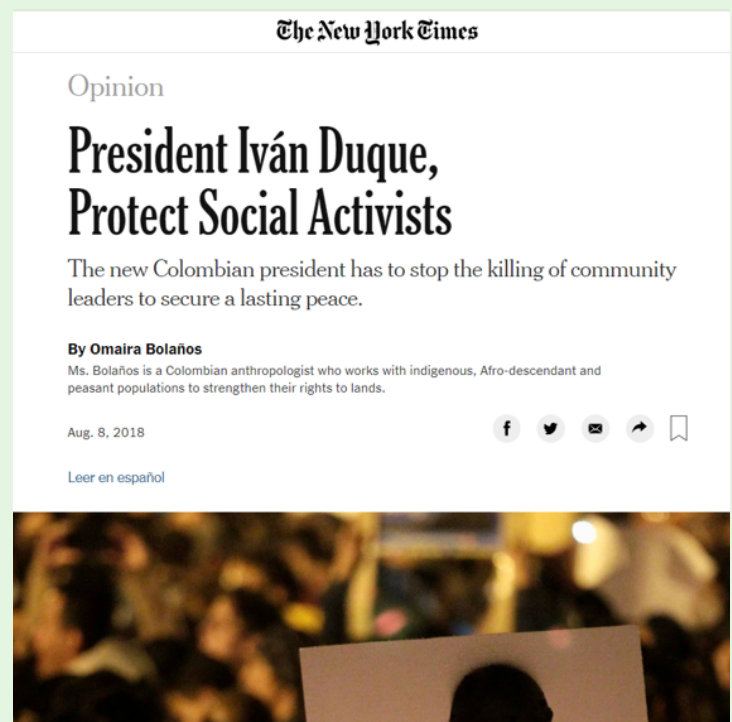 The New York Times
Opinion
President Iván Duque,
Protect Social Activists
The new Colombian president has to stop the killing of community
leaders to secure a lasting peace.
By Omaira Bolaños
Ms. Bolaños is a Colombian anthropologist who works with indigenous, Afro-descendant and
peasant populations to strengthen their rights to lands.
Aug. 8, 2018
Leer en español